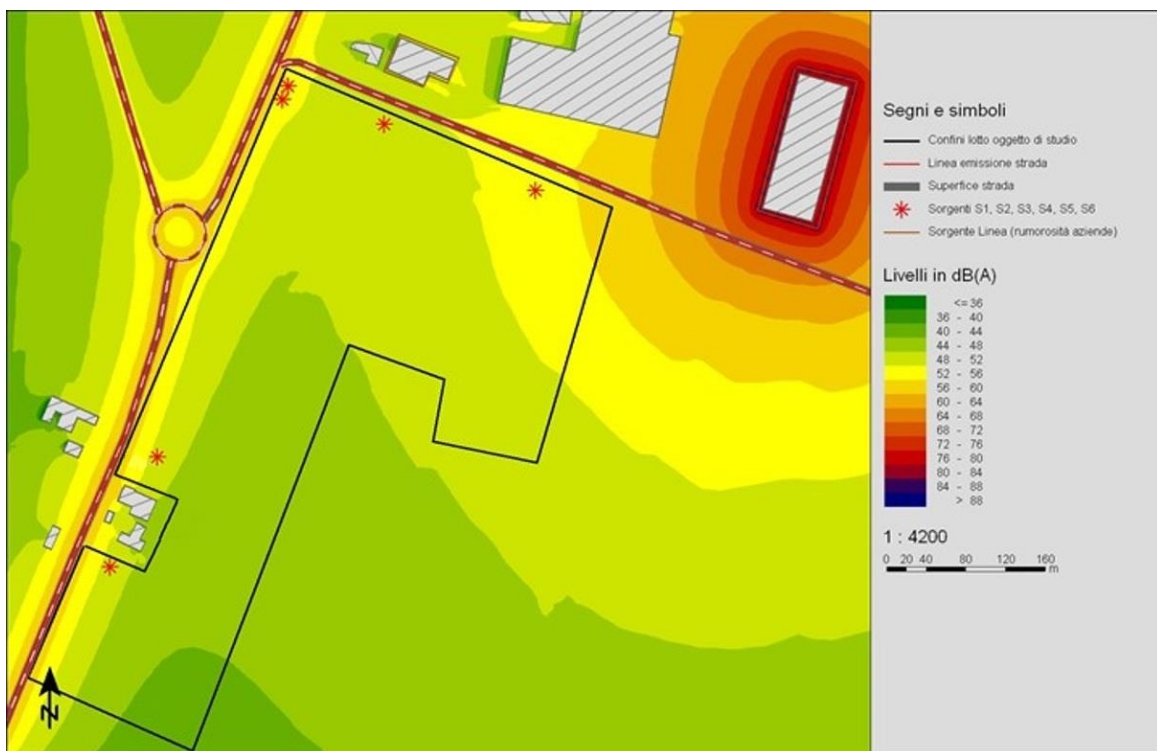 Segni e simboli
Confini lotto oggetto di studio
Linea emissione strada
Superfice strada
Sorgenti S1, S2, S3, S4, S5, S6
Sorgente Linea (rumorosità aziende)
Livelli in dB(A)
<= 36
36 - 40
40 - 44
44 - 48
48 - 52
52 - 56
56 - 60
60 - 64
64 - 68
68 - 72
72 - 76
76 - 80
80 - 84
84 - 88
> 88
1 : 4200
0 20 40 80 120 160
m
N